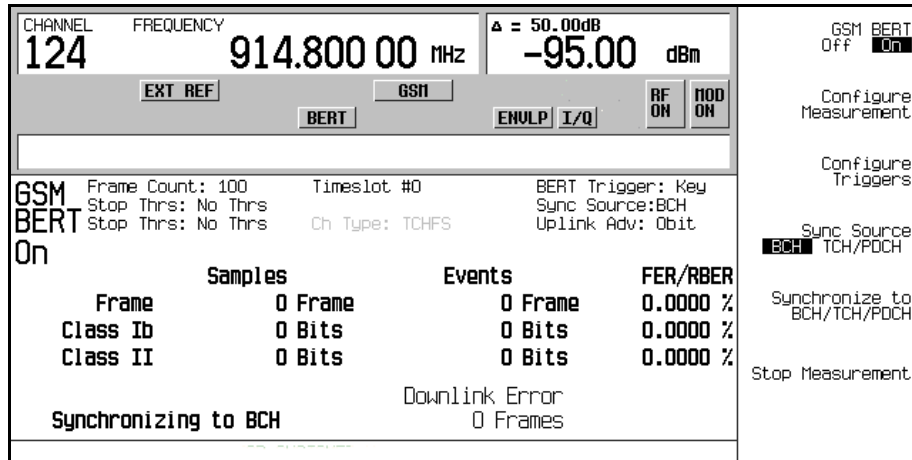 CHANNEL FREQUENCY Δ = 50.00dB
124 914.800 00 MHz -95.00 dBm
EXT REF GSM RF ON MOD ON
BERT ENVLP I/Q
GSM BERT On
Frame Count: 100 Timeslot #0 BERT Trigger: Key
Stop Thrs: No Thrs Sync Source:BCH
Stop Thrs: No Thrs Ch Type: TCHFS Uplink Adv: 0bit
Samples Events FER/RBER
Frame 0 Frame 0 Frame 0.0000 %
Class Ib 0 Bits 0 Bits 0.0000 %
Class II 0 Bits 0 Bits 0.0000 %
Downlink Error
Synchronizing to BCH 0 Frames
GSM BERT
Off On
Configure
Measurement
Configure
Triggers
Sync Source
BCH TCH/PDCH
Synchronize to
BCH/TCH/PDCH
Stop Measurement